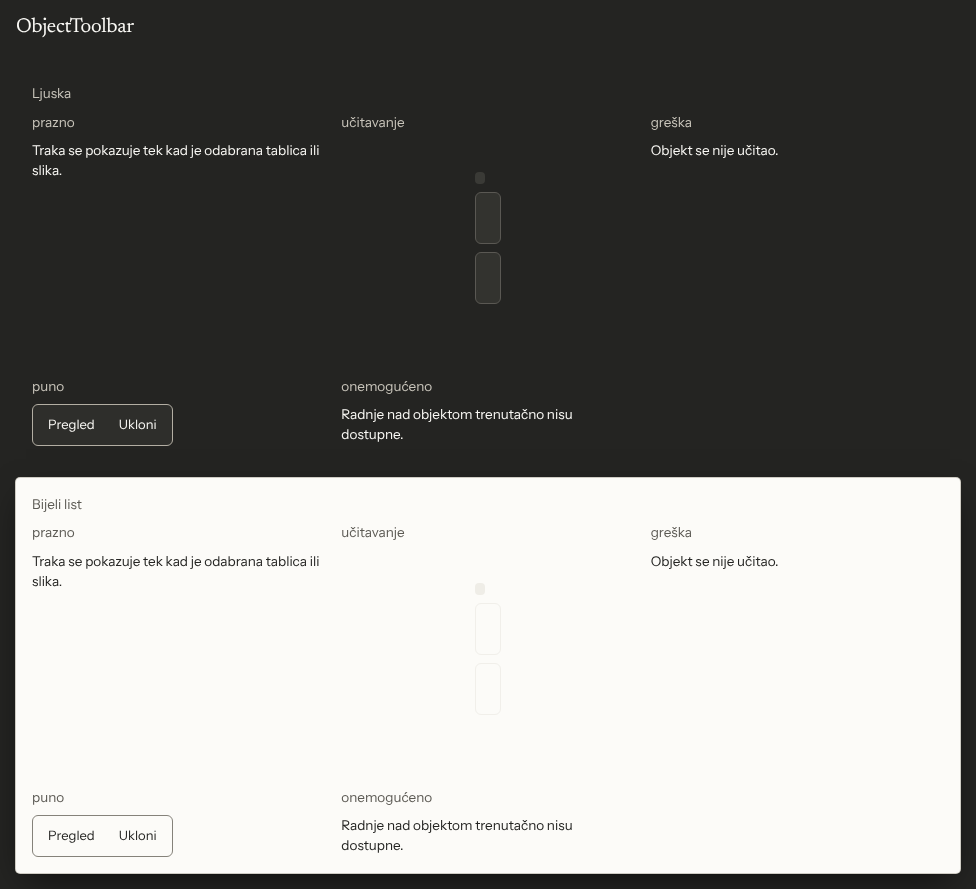 ObjectToolbar
Ljuska
prazno
učitavanje
greška
Traka se pokazuje tek kad je odabrana tablica ili
slika.
Objekt se nije učitao.
puno
onemogućeno
Pregled
Ukloni
Radnje nad objektom trenutačno nisu
dostupne.
Bijeli list
prazno
učitavanje
greška
Traka se pokazuje tek kad je odabrana tablica ili
slika.
Objekt se nije učitao.
puno
onemogućeno
Pregled
Ukloni
Radnje nad objektom trenutačno nisu
dostupne.